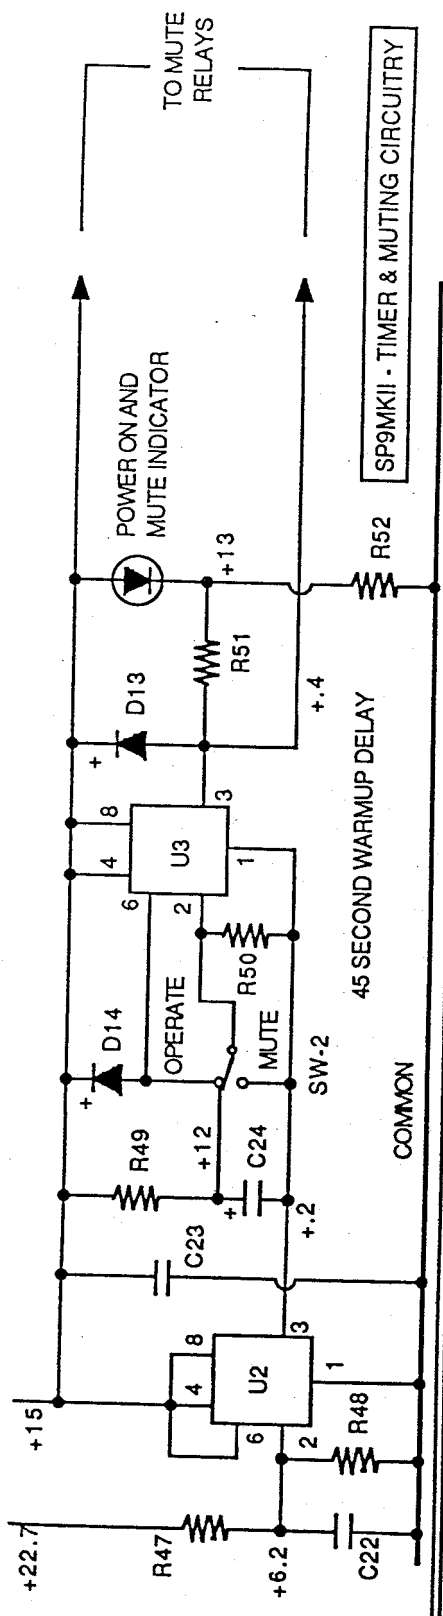 TO MUTE
RELAYS
SP9MKII - TIMER & MUTING CIRCUITRY
POWER ON AND
MUTE INDICATOR
+13
R52
R51
D13
+
+.4
8
4
U3
3
6
2
1
R50
45 SECOND WARMUP DELAY
D14
+
OPERATE
MUTE
SW-2
R49
+12
+
C24
+.2
COMMON
C23
+15
8
4
U2
3
6
2
1
R48
+22.7
R47
+6.2
C22